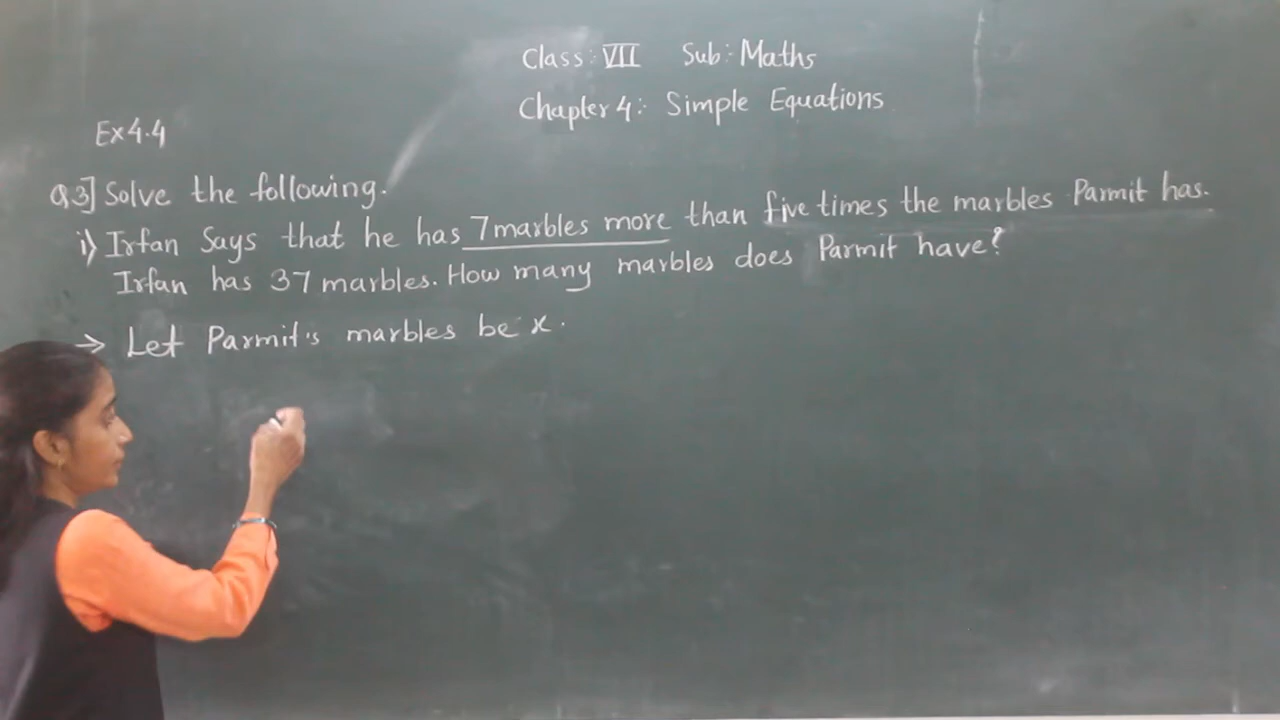 Class: VII Sub: Maths
Chapter 4: Simple Equations
Ex 4.4
Q3] Solve the following.
i) Irfan Says that he has 7 marbles more than five times the marbles Parmit has.
Irfan has 37 marbles. How many marbles does Parmit have?
→ Let Parmit's marbles be x.